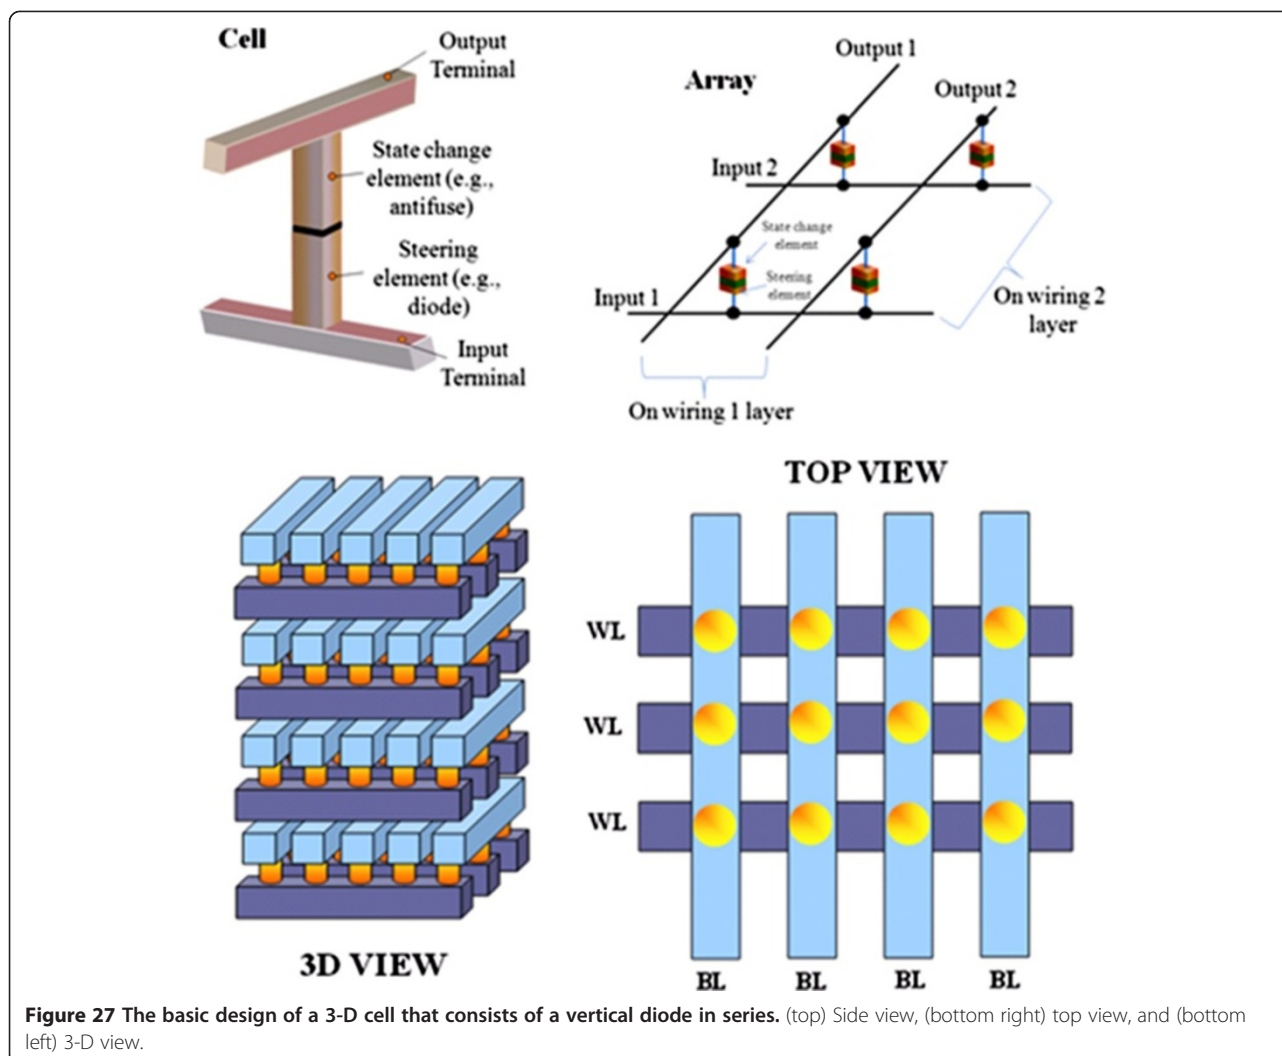 Cell
Output
Terminal
State change
element (e.g.,
antifuse)
Steering
element (e.g.,
diode)
Input
Terminal
Array
Output 1
Output 2
Input 2
State change
element
Steering
element
Input 1
On wiring 2
layer
On wiring 1 layer
3D VIEW
TOP VIEW
WL
WL
WL
BL BL BL BL
Figure 27 The basic design of a 3-D cell that consists of a vertical diode in series. (top) Side view, (bottom right) top view, and (bottom
left) 3-D view.